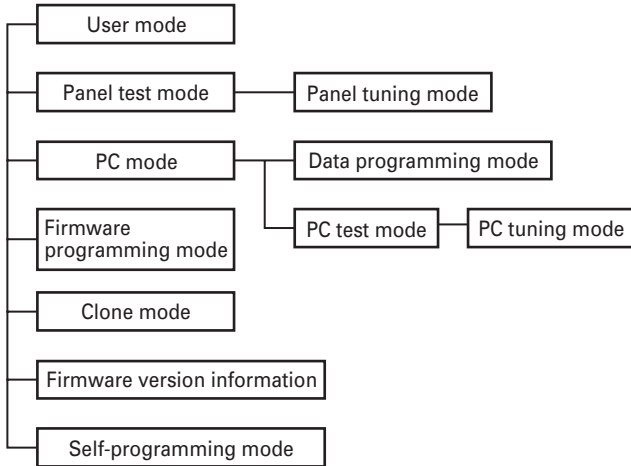 User mode
Panel test mode
Panel tuning mode
PC mode
Data programming mode
Firmware
programming mode
PC test mode
PC tuning mode
Clone mode
Firmware version information
Self-programming mode